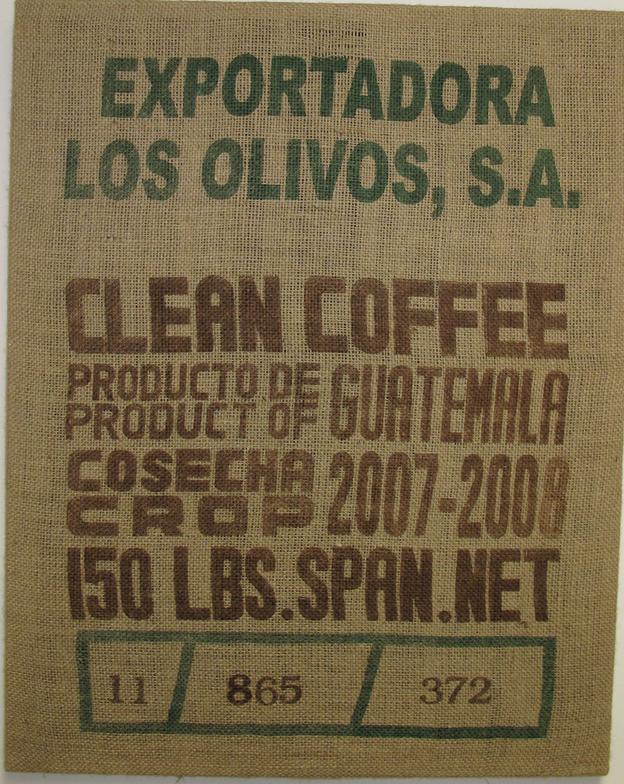 EXPORTADORA
LOS OLIVOS, S.A.
CLEAN COFFEE
PRODUCTO DE
PRODUCT OF GUATEMALA
COSECHA
CROP 2007-2008
150 LBS.SPAN.NET
11 865 372